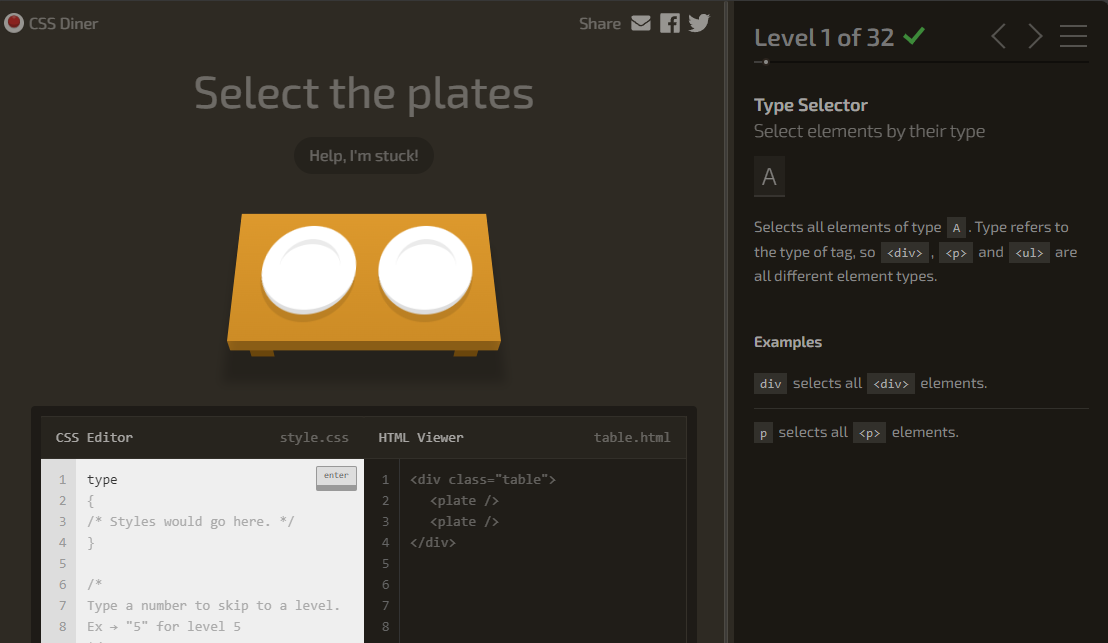 CSS Diner
Share
Select the plates
Help, I'm stuck!
CSS Editor
style.css
1 type
enter
2 {
3 /* Styles would go here. */
4 }
5
6 /*
7 Type a number to skip to a level.
8 Ex → "5" for level 5
HTML Viewer
table.html
1 <div class="table">
2 <plate />
3 <plate />
4 </div>
5
6
7
8
Level 1 of 32
Type Selector
Select elements by their type
A
Selects all elements of type A . Type refers to
the type of tag, so <div> , <p> and <ul> are
all different element types.
Examples
div selects all <div> elements.
p selects all <p> elements.